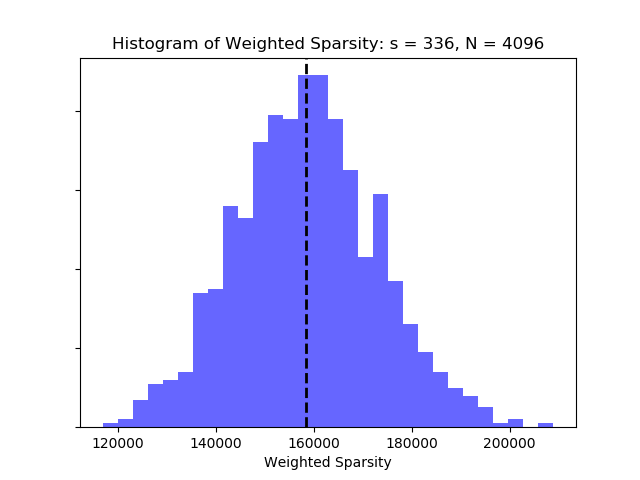 Histogram of Weighted Sparsity: s = 336, N = 4096
120000 140000 160000 180000 200000
Weighted Sparsity